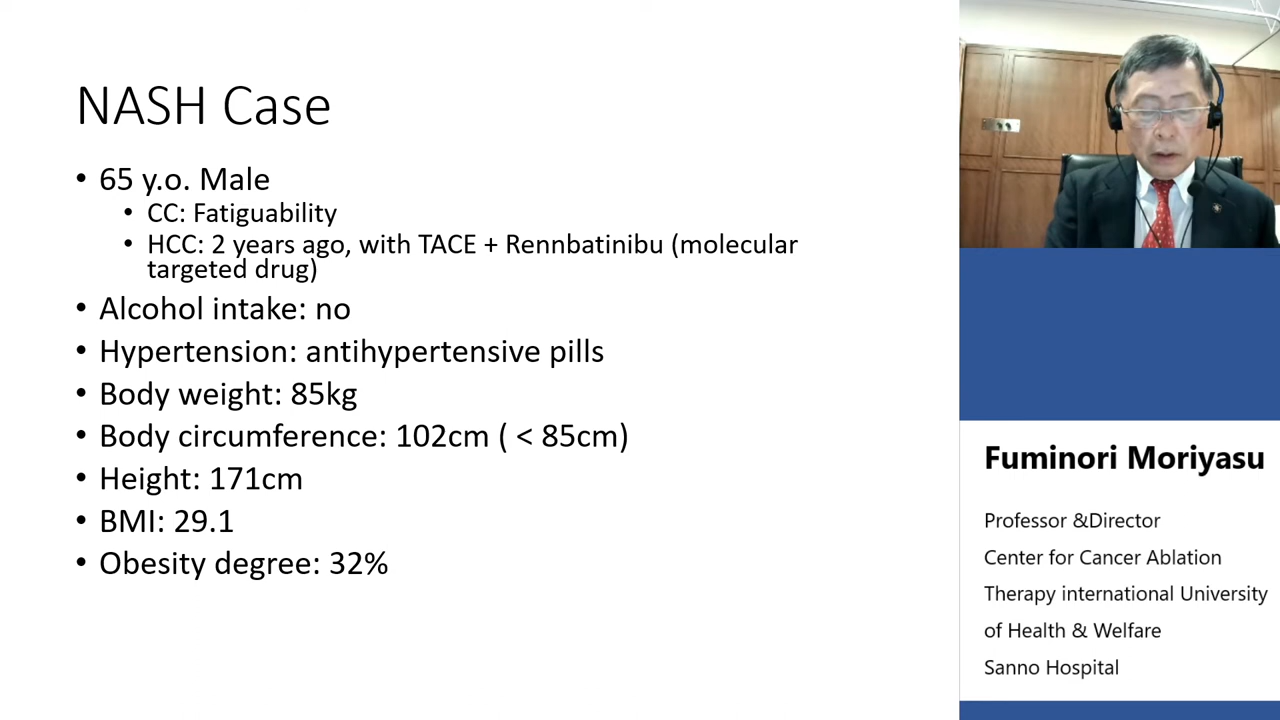 NASH Case
• 65 y.o. Male
• CC: Fatiguability
• HCC: 2 years ago, with TACE + Rennbatinibu (molecular
targeted drug)
• Alcohol intake: no
• Hypertension: antihypertensive pills
• Body weight: 85kg
• Body circumference: 102cm ( < 85cm)
• Height: 171cm
• BMI: 29.1
• Obesity degree: 32%
Fuminori Moriyasu
Professor &Director
Center for Cancer Ablation
Therapy international University
of Health & Welfare
Sanno Hospital